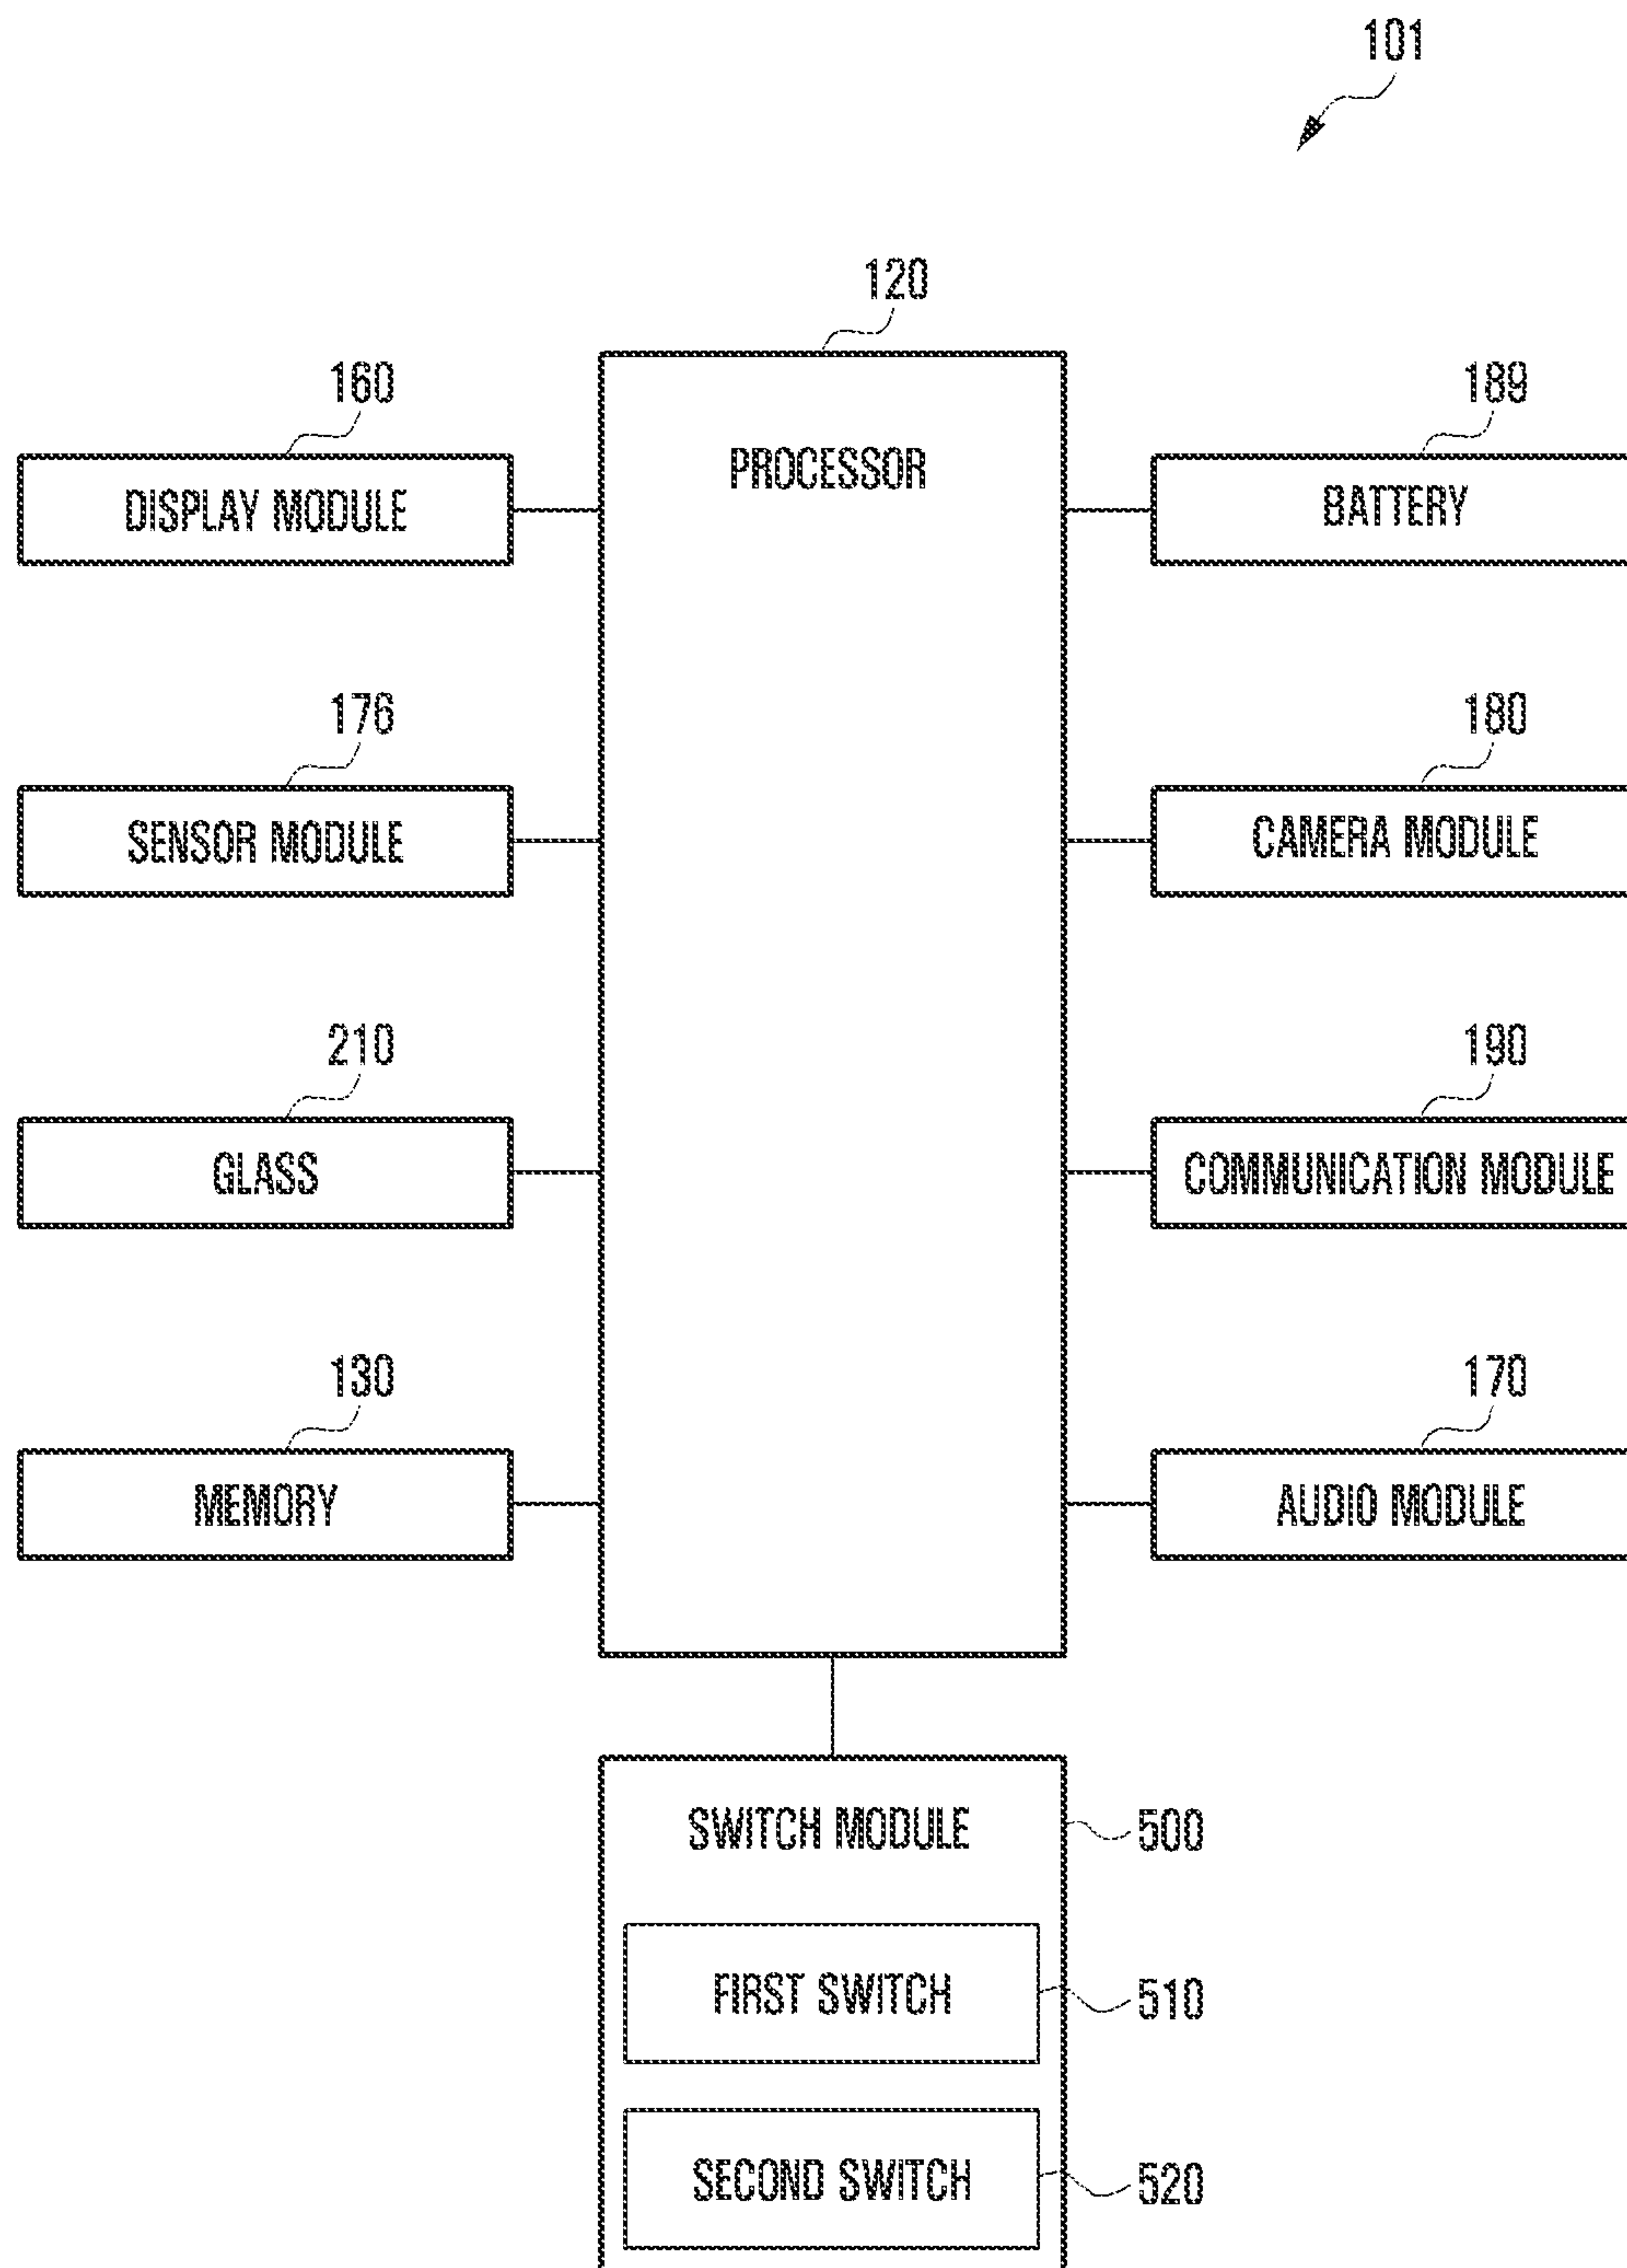 101
120
PROCESSOR
160
DISPLAY MODULE
189
BATTERY
176
SENSOR MODULE
180
CAMERA MODULE
210
GLASS
190
COMMUNICATION MODULE
130
MEMORY
170
AUDIO MODULE
SWITCH MODULE
500
FIRST SWITCH
510
SECOND SWITCH
520